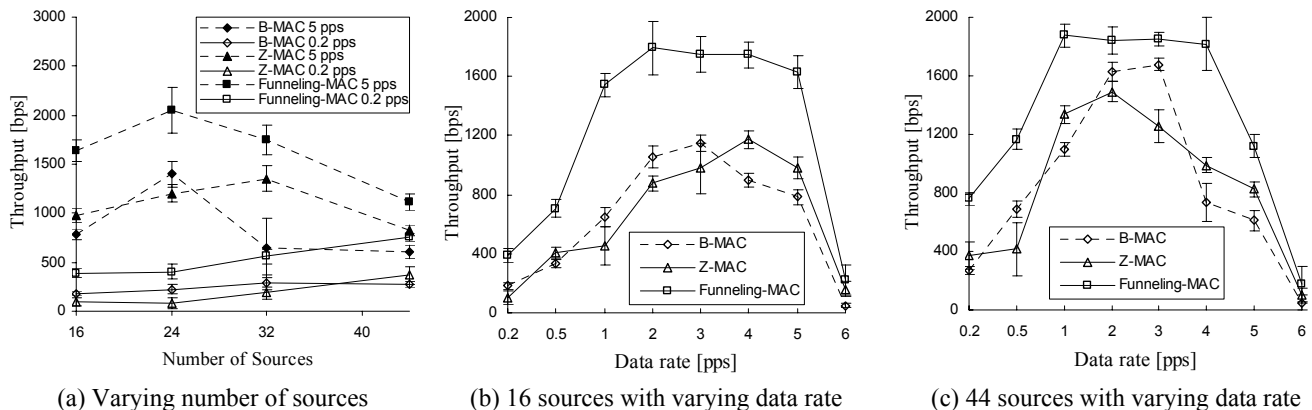 Throughput [bps]
3000
2500
2000
1500
1000
500
0
B-MAC 5 pps
B-MAC 0.2 pps
Z-MAC 5 pps
Z-MAC 0.2 pps
Funneling-MAC 5 pps
Funneling-MAC 0.2 pps
16
24
32
40
Number of Sources
(a) Varying number of sources
Throughput [bps]
2000
1600
1200
800
400
0
B-MAC
Z-MAC
Funneling-MAC
0.2
0.5
1
2
3
4
5
6
Data rate [pps]
(b) 16 sources with varying data rate
Throughput [bps]
2000
1600
1200
800
400
0
B-MAC
Z-MAC
Funneling-MAC
0.2
0.5
1
2
3
4
5
6
Data rate [pps]
(c) 44 sources with varying data rate